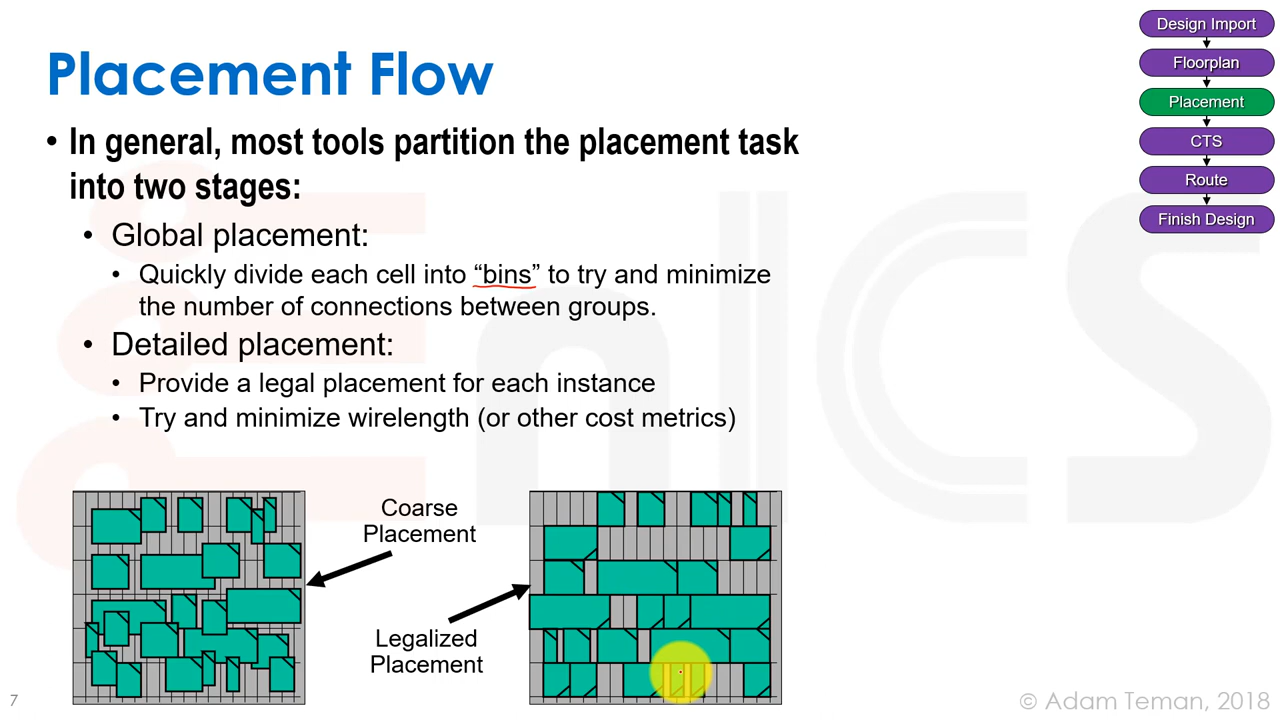 Placement Flow
• In general, most tools partition the placement task
into two stages:
• Global placement:
• Quickly divide each cell into “bins” to try and minimize
the number of connections between groups.
• Detailed placement:
• Provide a legal placement for each instance
• Try and minimize wirelength (or other cost metrics)
Coarse
Placement
Legalized
Placement
Design Import
Floorplan
Placement
CTS
Route
Finish Design
EnICS
7
© Adam Teman, 2018